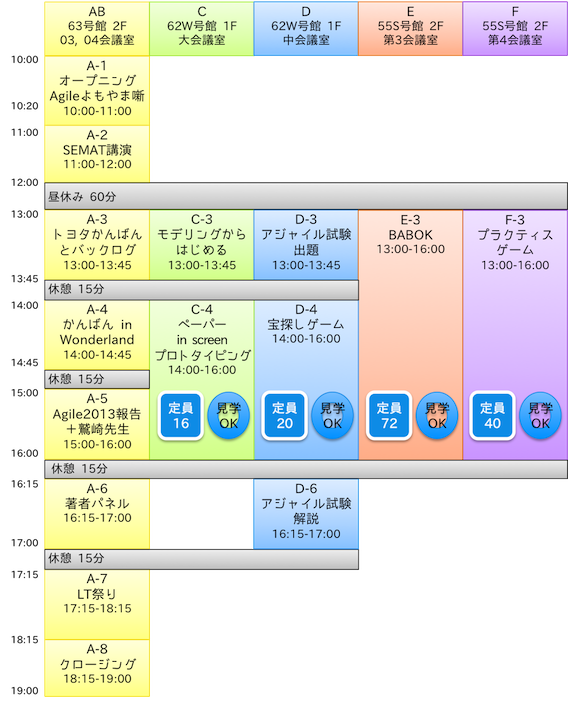 AB
63号館 2F
03, 04会議室
C
62W号館 1F
大会議室
D
62W号館 1F
中会議室
E
55S号館 2F
第3会議室
F
55S号館 2F
第4会議室
10:00
A-1
オープニング
Agileよもやま噺
10:00-11:00
10:20
11:00
A-2
SEMAT講演
11:00-12:00
12:00
昼休み 60分
13:00
A-3
トヨタかんばん
とバックログ
13:00-13:45
C-3
モデリングから
はじめる
13:00-13:45
D-3
アジャイル試験
出題
13:00-13:45
E-3
BABOK
13:00-16:00
F-3
プラクティス
ゲーム
13:00-16:00
13:45
休憩 15分
14:00
A-4
かんばん in
Wonderland
14:00-14:45
C-4
ペーパー
in screen
プロトタイピング
14:00-16:00
D-4
宝探しゲーム
14:00-16:00
14:45
休憩 15分
15:00
A-5
Agile2013報告
＋鷲崎先生
15:00-16:00
定員
16
見学
OK
定員
20
見学
OK
定員
72
見学
OK
定員
40
見学
OK
16:00
休憩 15分
16:15
A-6
著者パネル
16:15-17:00
D-6
アジャイル試験
解説
16:15-17:00
17:00
休憩 15分
17:15
A-7
LT祭り
17:15-18:15
18:15
A-8
クロージング
18:15-19:00
19:00